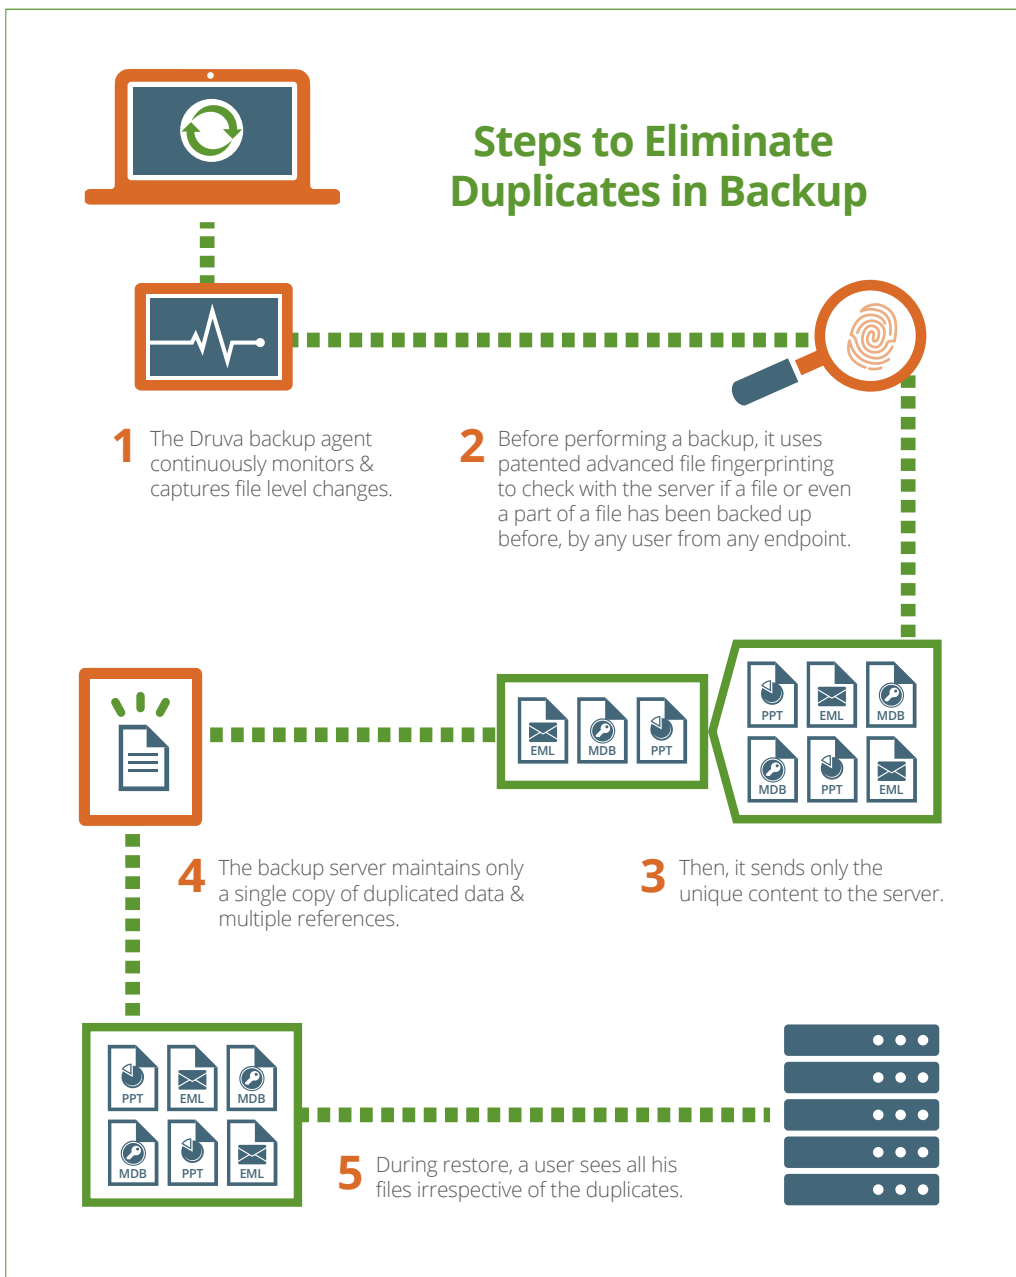 Steps to Eliminate
Duplicates in Backup
1 The Druva backup agent
continuously monitors &
captures file level changes.
2 Before performing a backup, it uses
patented advanced file fingerprinting
to check with the server if a file or even
a part of a file has been backed up
before, by any user from any endpoint.
PPT EML MDB
MDB PPT EML
EML MDB PPT
3 Then, it sends only the
unique content to the server.
4 The backup server maintains only
a single copy of duplicated data &
multiple references.
PPT EML MDB
MDB PPT EML
5 During restore, a user sees all his
files irrespective of the duplicates.